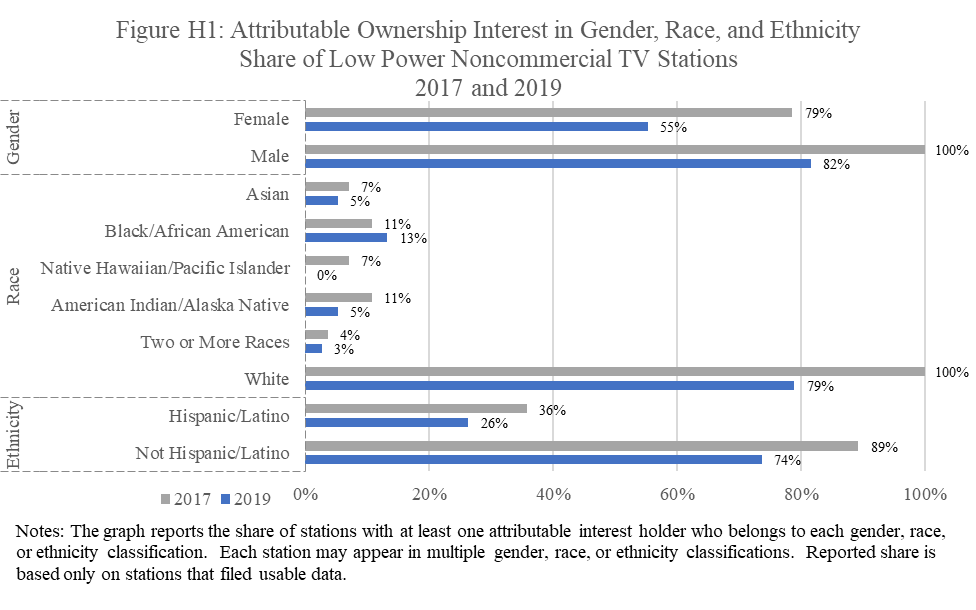 Figure H1: Attributable Ownership Interest in Gender, Race, and Ethnicity
Share of Low Power Noncommercial TV Stations
2017 and 2019
Gender
Female
79%
55%
Male
100%
82%
Race
Asian
7%
5%
Black/African American
11%
13%
Native Hawaiian/Pacific Islander
7%
0%
American Indian/Alaska Native
11%
5%
Two or More Races
4%
3%
White
100%
79%
Ethnicity
Hispanic/Latino
36%
26%
Not Hispanic/Latino
89%
74%
2017 2019
0% 20% 40% 60% 80% 100%
Notes: The graph reports the share of stations with at least one attributable interest holder who belongs to each gender, race,
or ethnicity classification. Each station may appear in multiple gender, race, or ethnicity classifications. Reported share is
based only on stations that filed usable data.